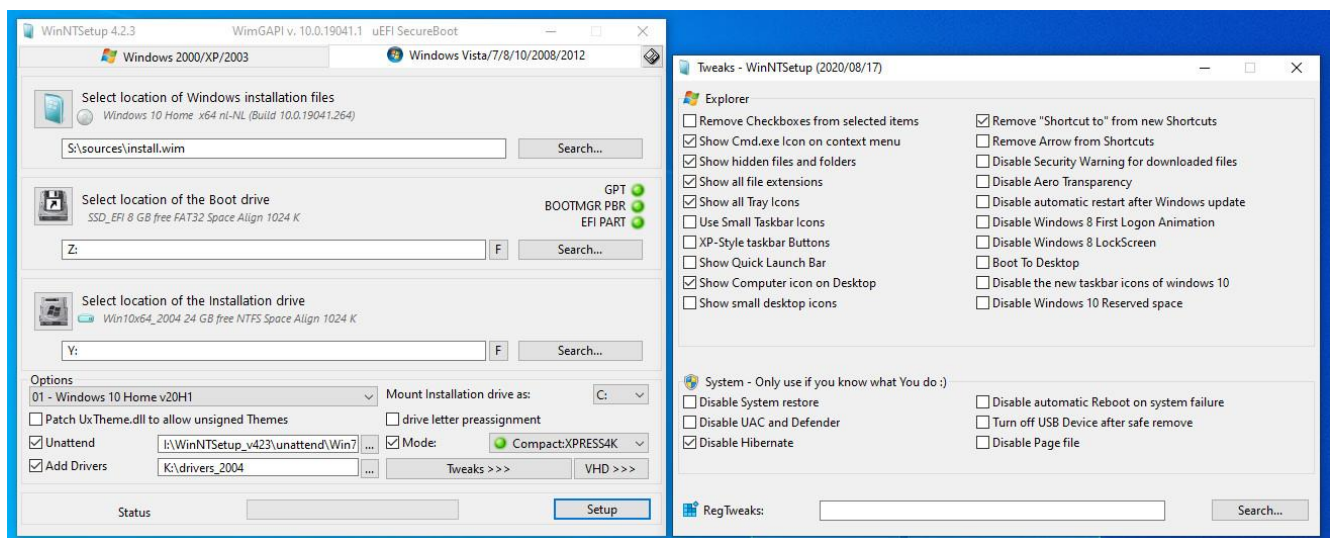 WinNTSetup 4.2.3 WimGAPI v. 10.0.19041.1 uEFI SecureBoot
Windows 2000/XP/2003 Windows Vista/7/8/10/2008/2012
Select location of Windows installation files
Windows 10 Home x64 nl-NL (Build 10.0.19041.264)
S:\sources\install.wim Search...
Select location of the Boot drive
SSD_EFI 8 GB free FAT32 Space Align 1024 K
GPT
BOOTMGR PBR
EFI PART
Z: F Search...
Select location of the Installation drive
Win10x64_2004 24 GB free NTFS Space Align 1024 K
Y: F Search...
Options
01 - Windows 10 Home v20H1 Mount Installation drive as: C:
Patch UxTheme.dll to allow unsigned Themes drive letter preassignment
Unattend I:\WinNTSetup_v423\unattend\Win7 ... Mode: Compact:XPRESS4K
Add Drivers K:\drivers_2004 ... Tweaks >>> VHD >>>
Status Setup
Tweaks - WinNTSetup (2020/08/17)
Explorer
Remove Checkboxes from selected items Remove "Shortcut to" from new Shortcuts
Show Cmd.exe Icon on context menu Remove Arrow from Shortcuts
Show hidden files and folders Disable Security Warning for downloaded files
Show all file extensions Disable Aero Transparency
Show all Tray Icons Disable automatic restart after Windows update
Use Small Taskbar Icons Disable Windows 8 First Logon Animation
XP-Style taskbar Buttons Disable Windows 8 LockScreen
Show Quick Launch Bar Boot To Desktop
Show Computer icon on Desktop Disable the new taskbar icons of windows 10
Show small desktop icons Disable Windows 10 Reserved space
System - Only use if you know what You do :)
Disable System restore Disable automatic Reboot on system failure
Disable UAC and Defender Turn off USB Device after safe remove
Disable Hibernate Disable Page file
RegTweaks: Search...